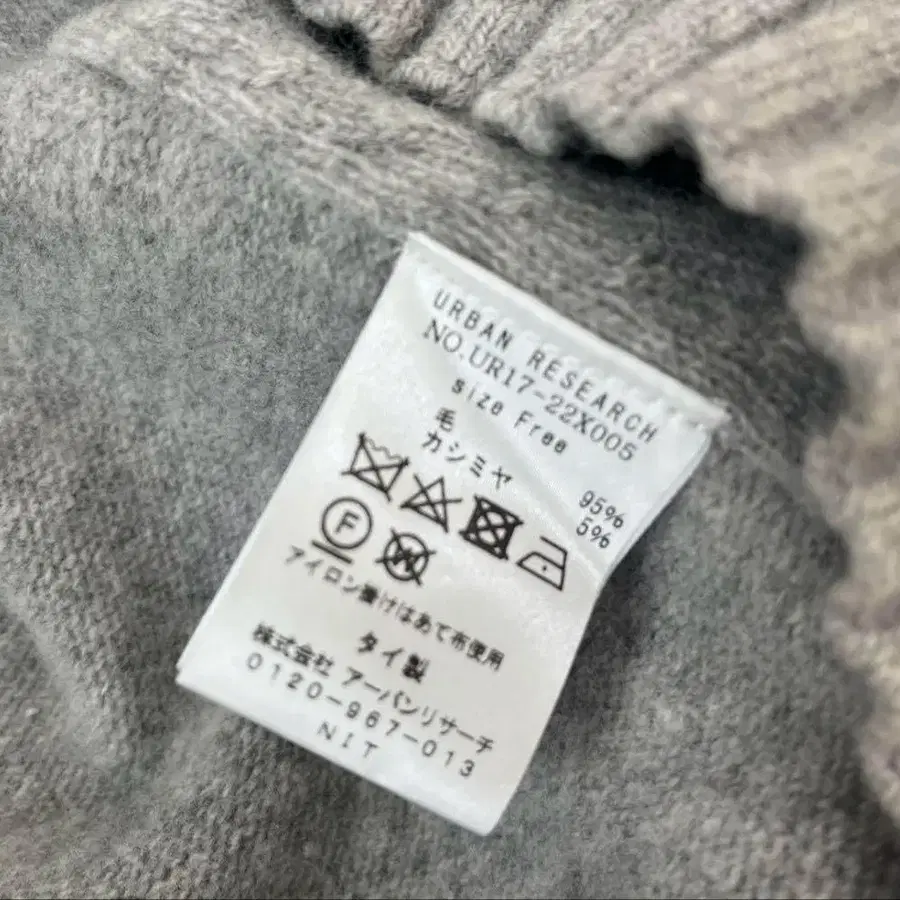 URBAN RESEARCH
NO.UR17-22X005
Size Free
毛 95%
カシミヤ 5%
F W
アイロン掛けはあて布使用
タイ製
株式会社 アーバンリサーチ
0120-967-013
NIT